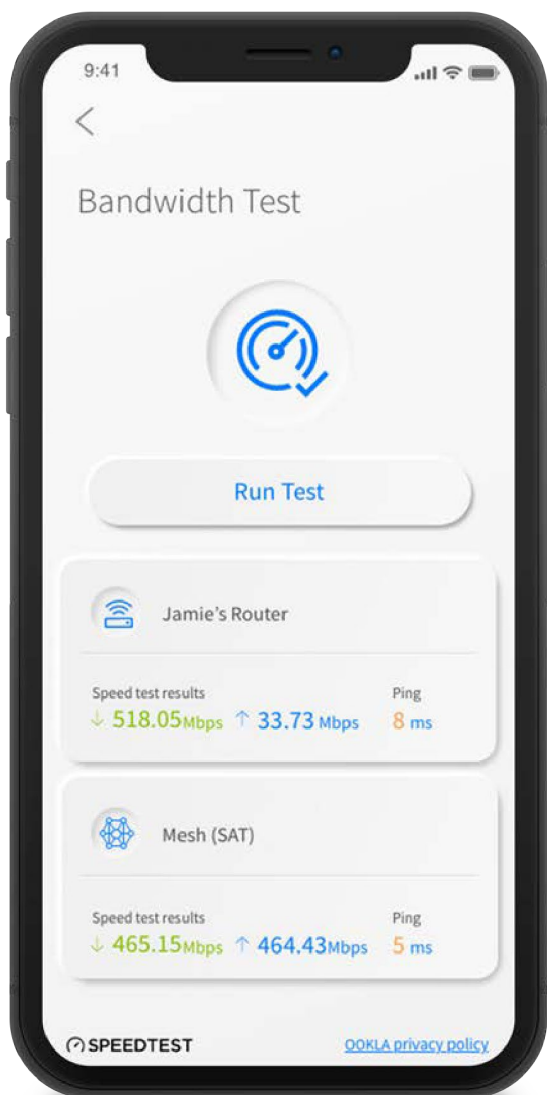 9:41
Bandwidth Test
Run Test
Jamie's Router
Speed test results Ping
↓ 518.05Mbps ↑ 33.73 Mbps 8 ms
Mesh (SAT)
Speed test results Ping
↓ 465.15Mbps ↑ 464.43Mbps 5 ms
SPEEDTEST OOKLA privacy policy